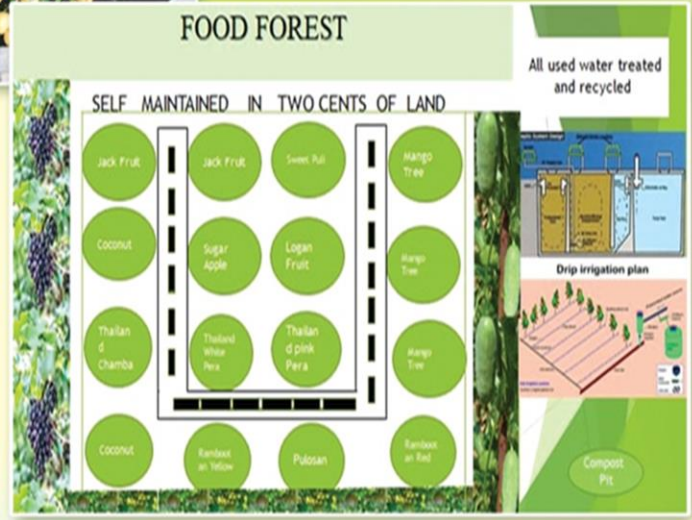 FOOD FOREST
All used water treated
and recycled
SELF MAINTAINED IN TWO CENTS OF LAND
Jack Fruit
Jack Fruit
Sweet Puli
Mango
Tree
Coconut
Sugar
Apple
Logan
Fruit
Mango
Tree
Drip irrigation plan
Thailan
d
Chamba
Thailand
White
Pera
Thailan
d pink
Pera
Mango
Tree
Coconut
Rambout
an Yellow
Pulosan
Rambout
an Red
Compost
Pit